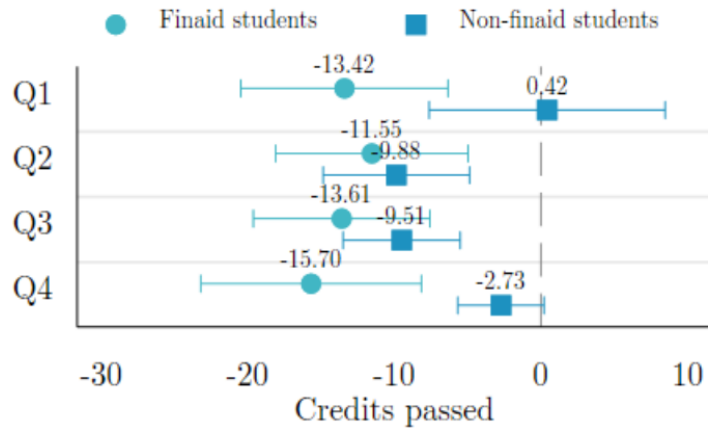 Finaid students Non-finaid students
-13.42
Q1 0.42
-11.55
Q2 -9.88
-13.61
Q3 -9.51
-15.70
Q4 -2.73
-30 -20 -10 0 10
Credits passed